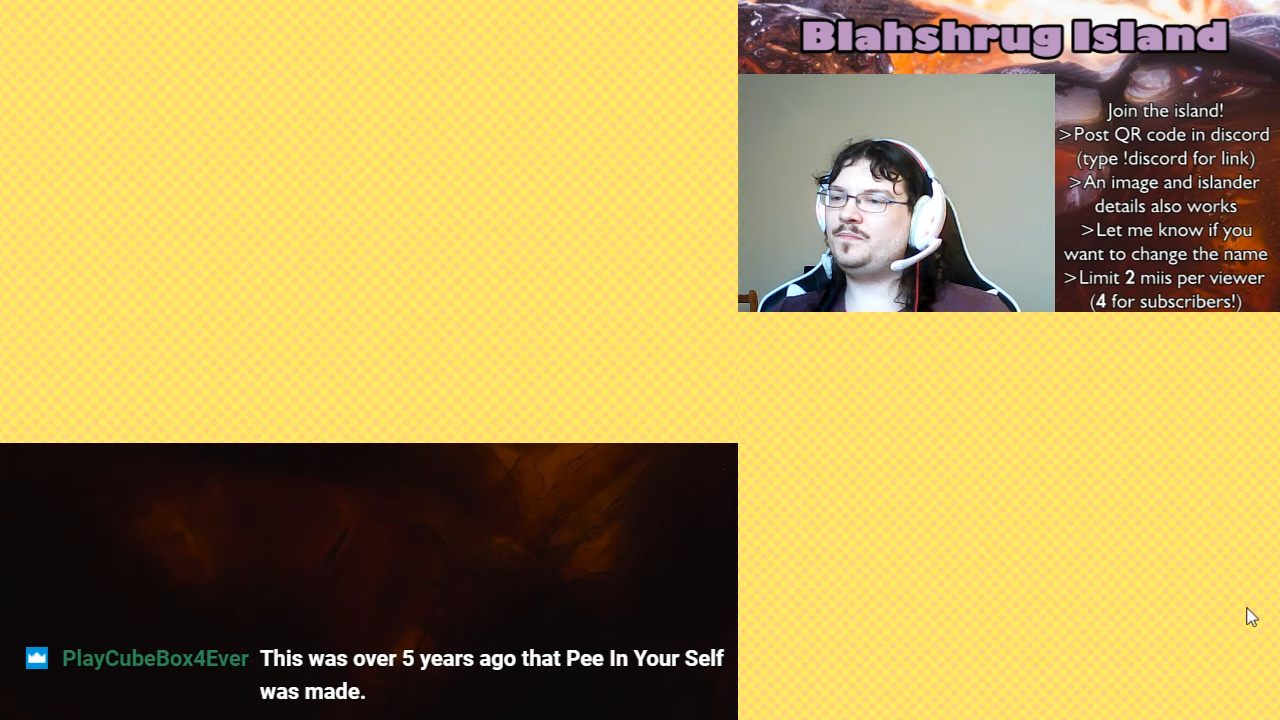 Blahshrug Island
Join the island!
>Post QR code in discord
(type !discord for link)
>An image and islander
details also works
>Let me know if you
want to change the name
>Limit 2 miis per viewer
(4 for subscribers!)
PlayCubeBox4Ever This was over 5 years ago that Pee In Your Self
was made.